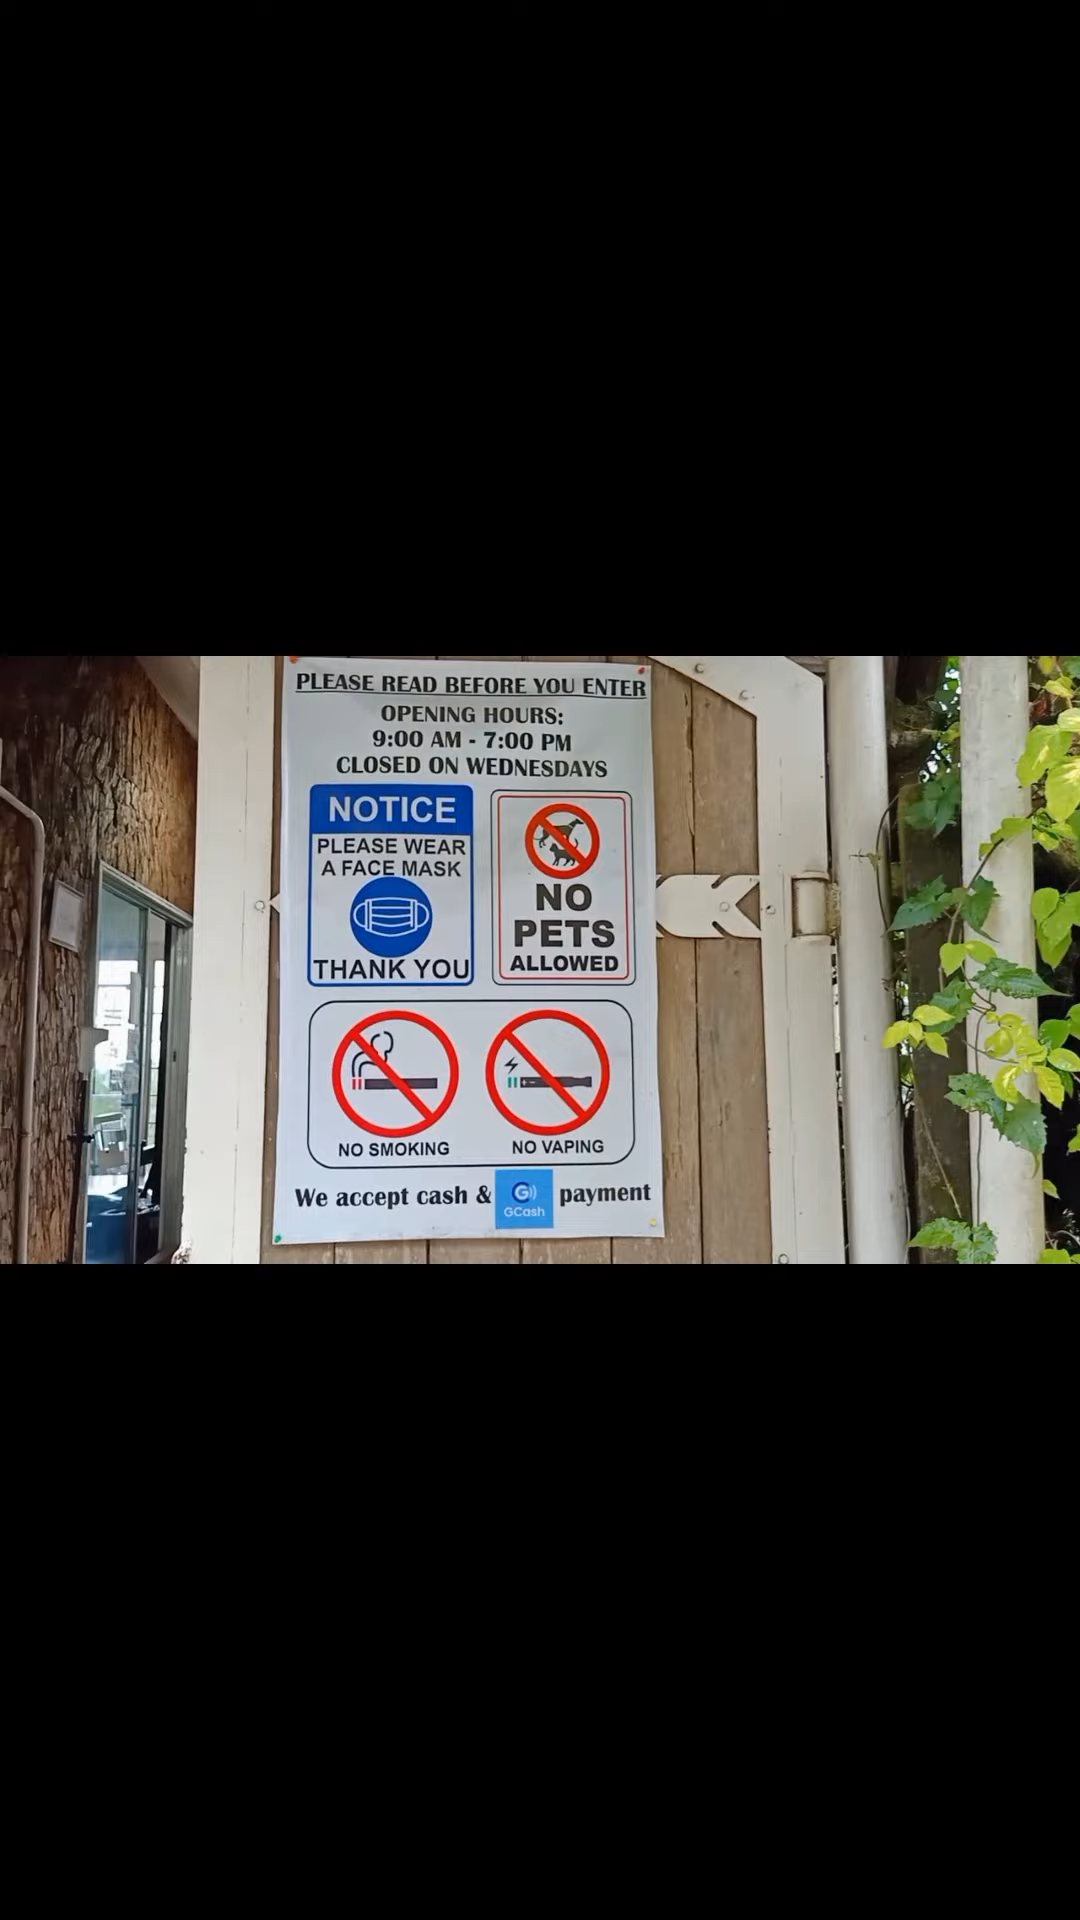 PLEASE READ BEFORE YOU ENTER
OPENING HOURS:
9:00 AM - 7:00 PM
CLOSED ON WEDNESDAYS
NOTICE
PLEASE WEAR
A FACE MASK
THANK YOU
NO
PETS
ALLOWED
NO SMOKING
NO VAPING
We accept cash & G GCash payment